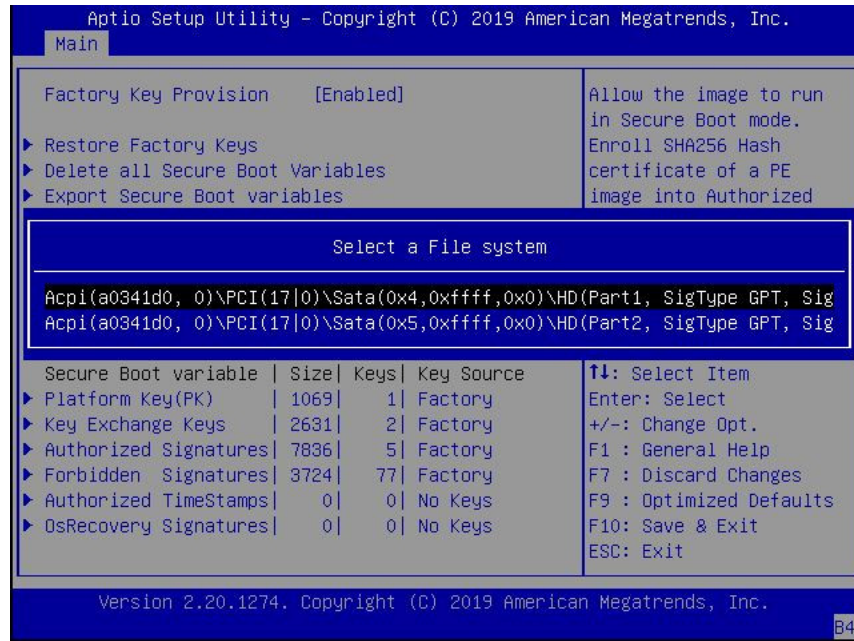 Aptio Setup Utility - Copyright (C) 2019 American Megatrends, Inc.
Main
Factory Key Provision [Enabled]
Restore Factory Keys
Delete all Secure Boot Variables
Export Secure Boot variables
Allow the image to run
in Secure Boot mode.
Enroll SHA256 Hash
certificate of a PE
image into Authorized
Select a File system
Acpi(a0341d0, 0)\PCI(17|0)\Sata(0x4,0xffff,0x0)\HD(Part1, SigType GPT, Sig
Acpi(a0341d0, 0)\PCI(17|0)\Sata(0x5,0xffff,0x0)\HD(Part2, SigType GPT, Sig
Secure Boot variable | Size| Keys| Key Source
Platform Key(PK) | 1069| 1| Factory
Key Exchange Keys | 2631| 2| Factory
Authorized Signatures| 7836| 5| Factory
Forbidden Signatures| 3724| 77| Factory
Authorized TimeStamps| 0| 0| No Keys
OsRecovery Signatures| 0| 0| No Keys
↑↓: Select Item
Enter: Select
+/-: Change Opt.
F1 : General Help
F7 : Discard Changes
F9 : Optimized Defaults
F10: Save & Exit
ESC: Exit
Version 2.20.1274. Copyright (C) 2019 American Megatrends, Inc.
B4